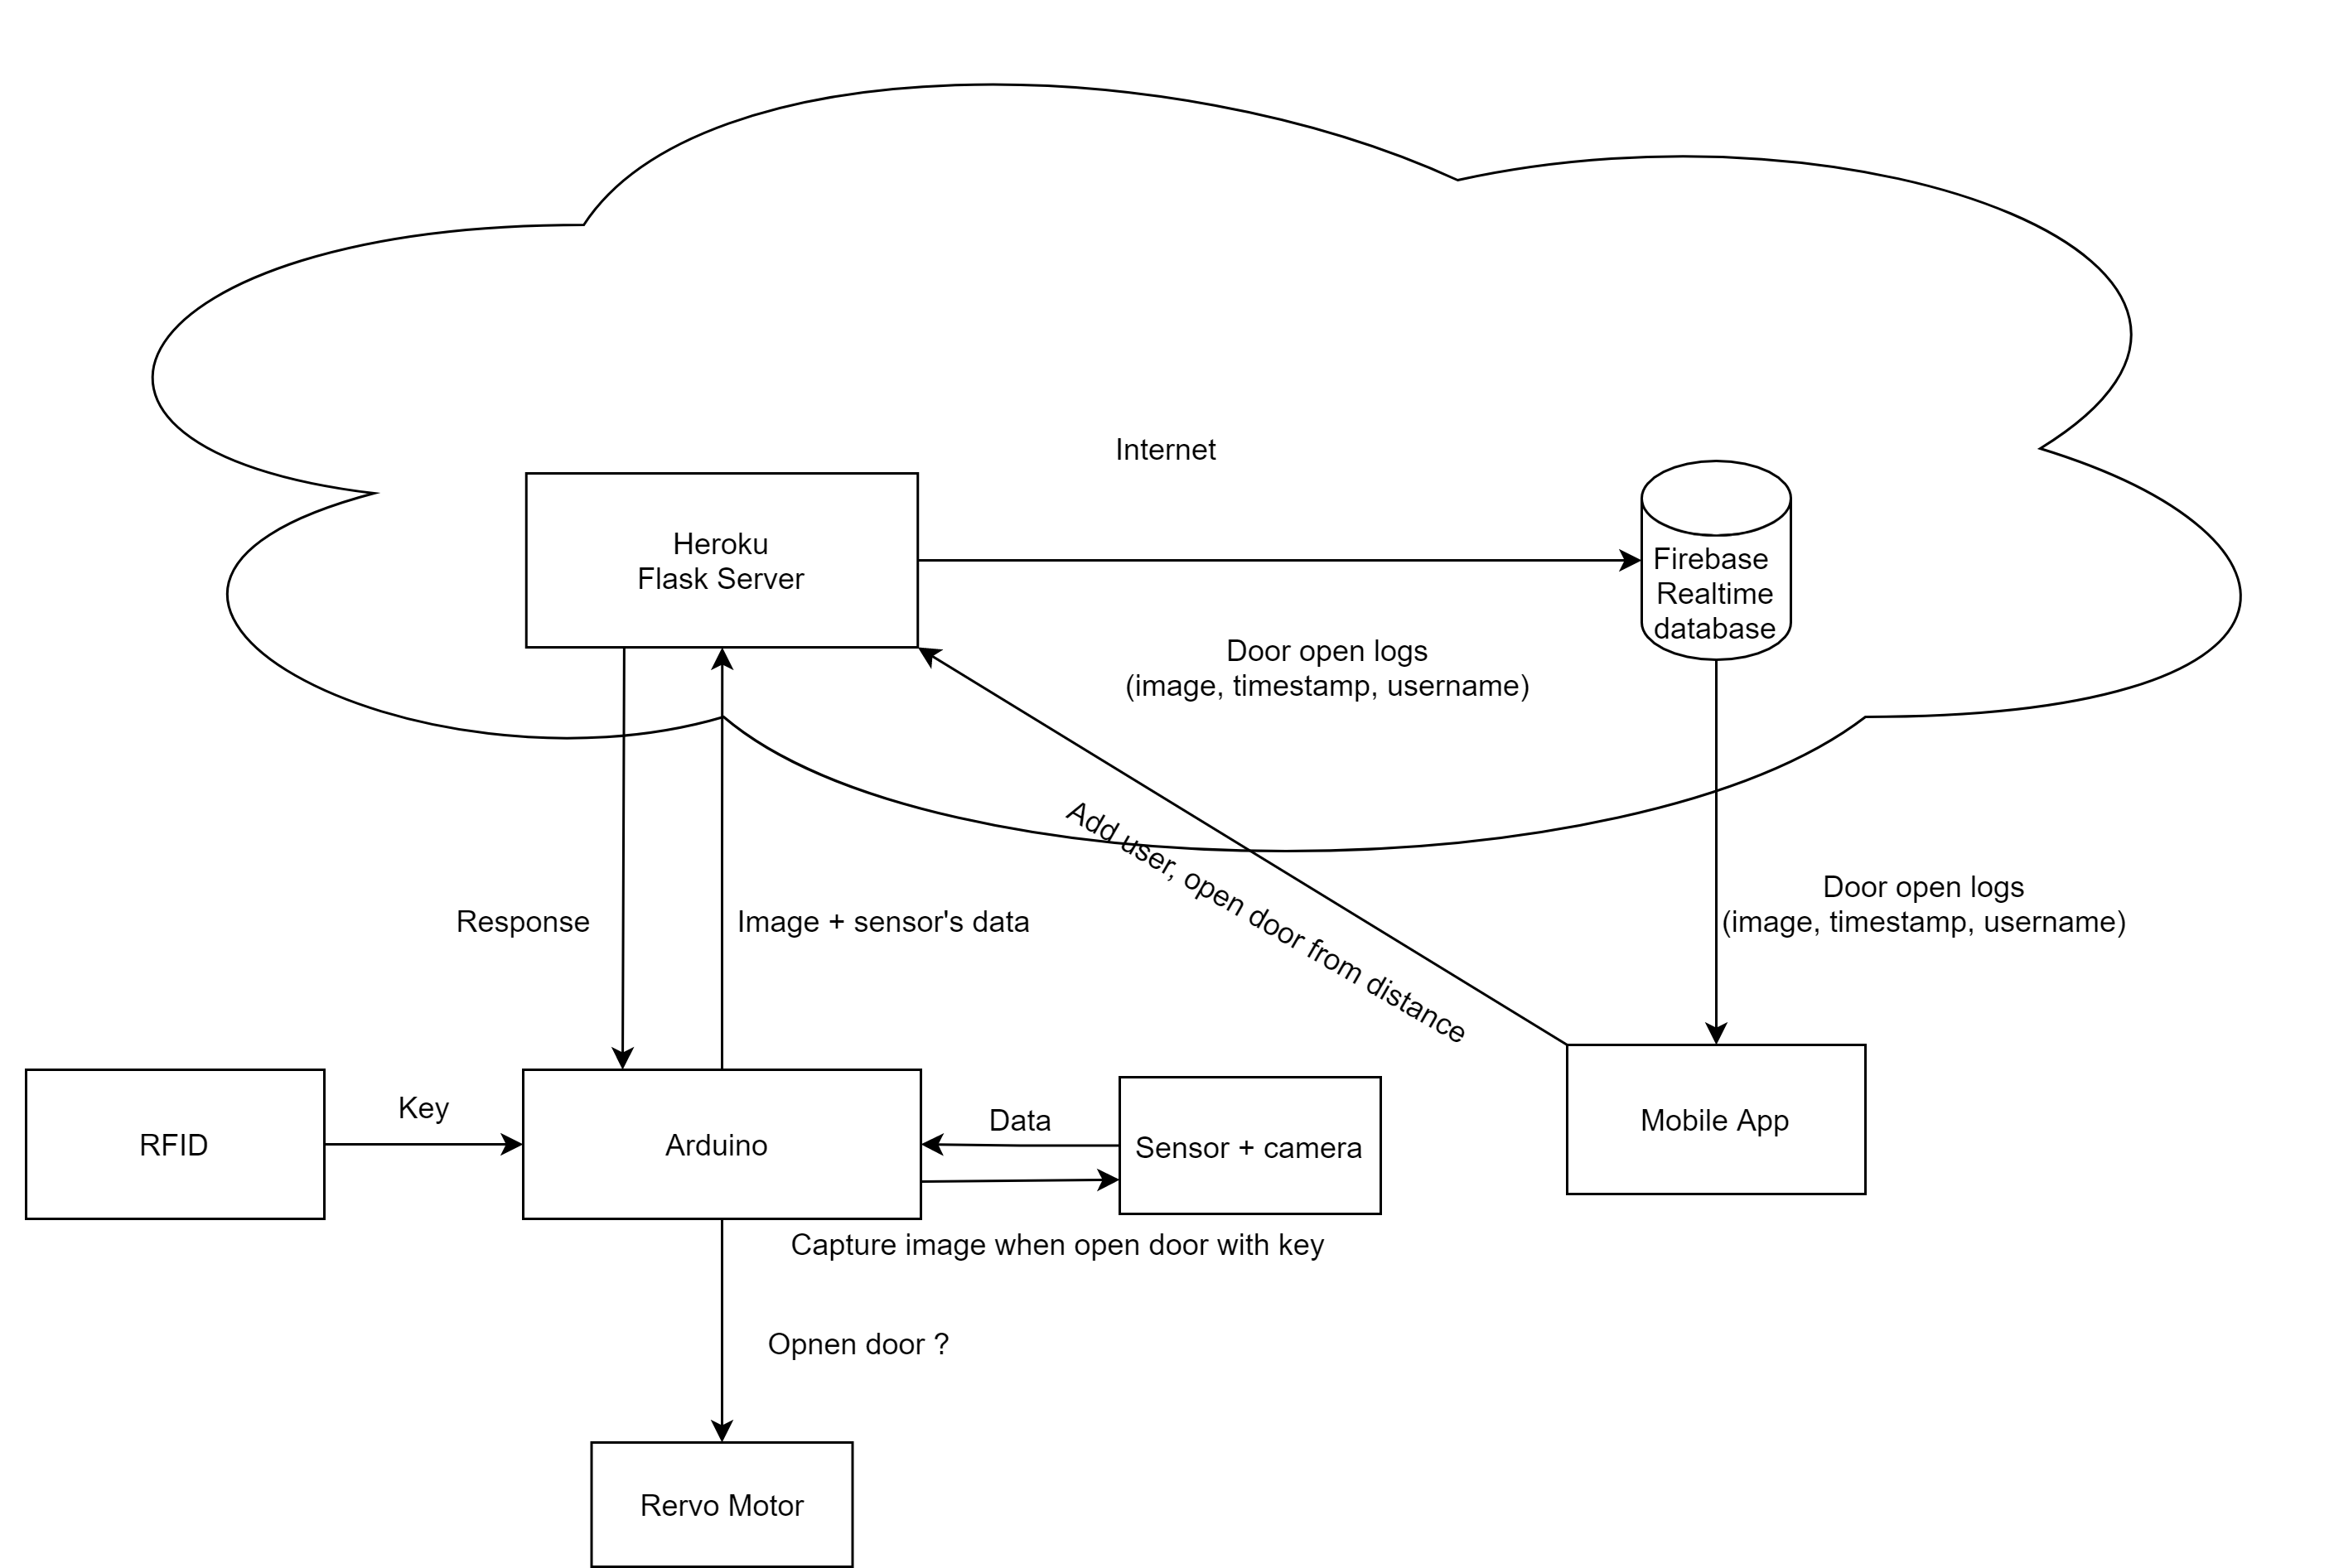 Internet
Heroku
Flask Server
Firebase
Realtime
database
Door open logs
(image, timestamp, username)
Add user, open door from distance
Door open logs
(image, timestamp, username)
Response
Image + sensor's data
RFID
Key
Arduino
Data
Sensor + camera
Mobile App
Capture image when open door with key
Opnen door ?
Rervo Motor